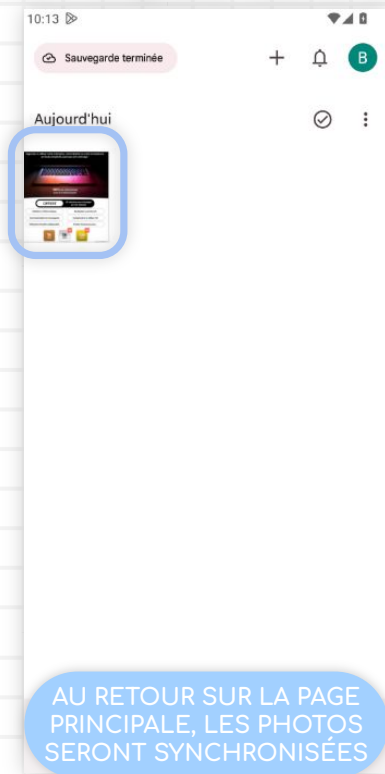 10:13
Sauvegarde terminée
B
Aujourd'hui
AU RETOUR SUR LA PAGE
PRINCIPALE, LES PHOTOS
SERONT SYNCHRONISÉES